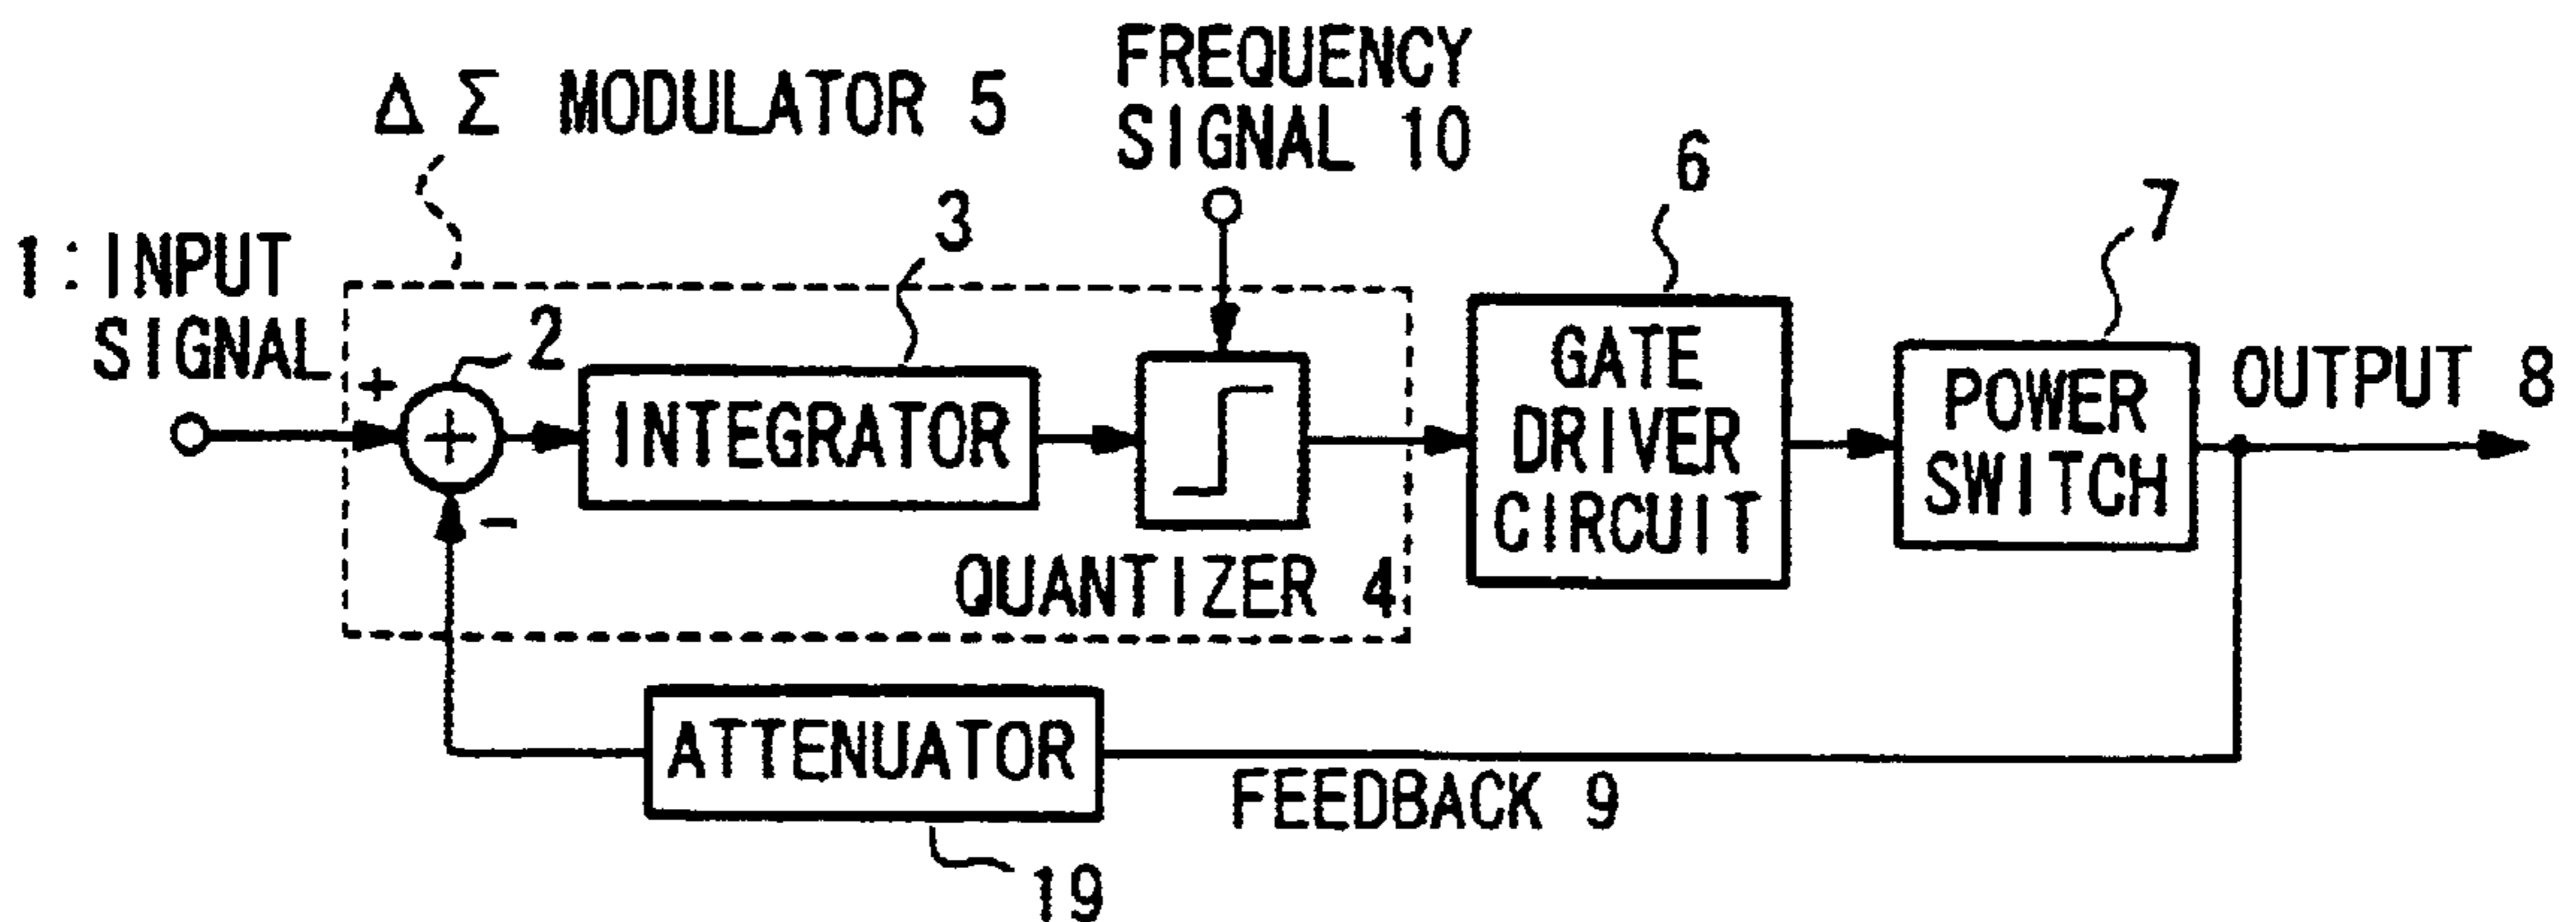 Δ Σ MODULATOR 5
FREQUENCY
SIGNAL 10
6
7
3
1: INPUT
SIGNAL
2
+
+
-
INTEGRATOR
QUANTIZER 4
GATE
DRIVER
CIRCUIT
POWER
SWITCH
OUTPUT 8
ATTENUATOR
FEEDBACK 9
19